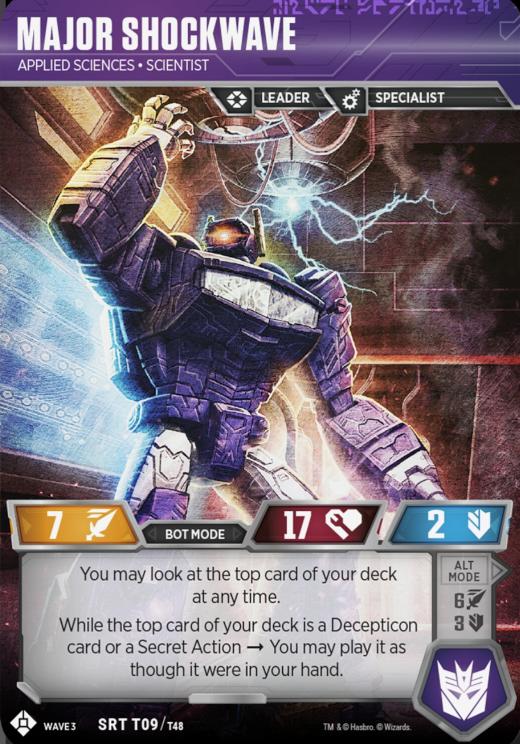 MAJOR SHOCKWAVE
APPLIED SCIENCES • SCIENTIST
LEADER SPECIALIST
7 BOT MODE 17 2
You may look at the top card of your deck
at any time.
While the top card of your deck is a Decepticon
card or a Secret Action → You may play it as
though it were in your hand.
ALT
MODE
6
3
WAVE 3 SRT T09/T48 TM & © Hasbro. © Wizards.